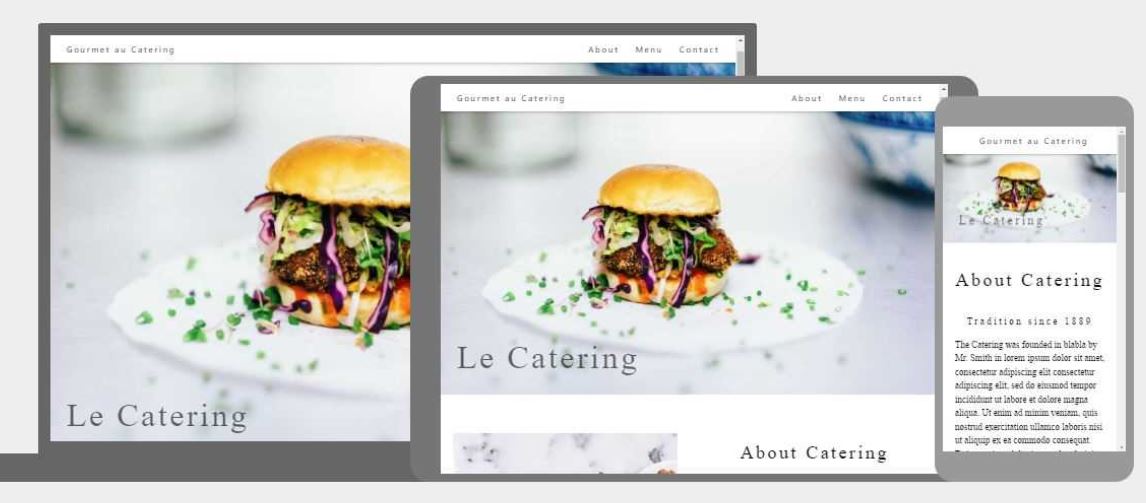 Gourmet au Catering
About Menu Contact
Le Catering
Gourmet au Catering
About Menu Contact
Le Catering
About Catering
Gourmet au Catering
Le Catering
About Catering
Tradition since 1889
The Catering was founded in blabla by
Mr. Smith in lorem ipsum dolor sit amet,
consectetur adipiscing elit consectetur
adipiscing elit, sed do eiusmod tempor
incididunt ut labore et dolore magna
aliqua. Ut enim ad minim veniam, quis
nostrud exercitation ullamco laboris nisi
ut aliquip ex ea commodo consequat.